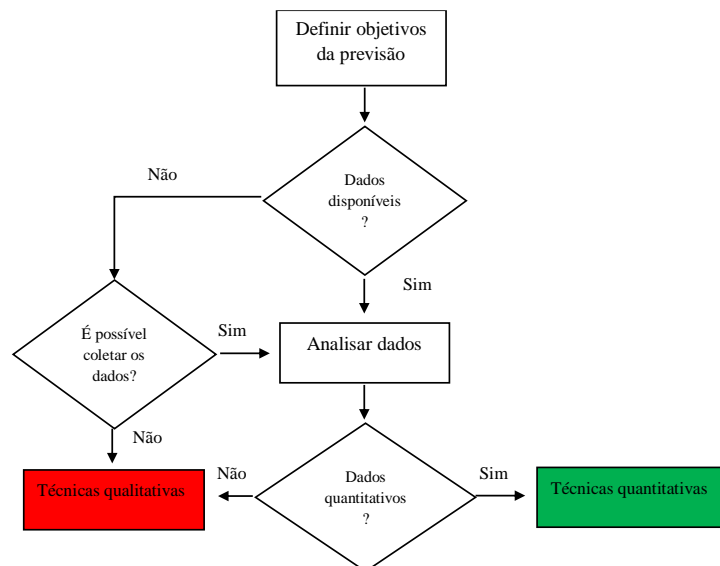 Definir objetivos
da previsão
Não
Dados
disponíveis
?
Sim
É possível
coletar os
dados?
Sim
Analisar dados
Não
Técnicas qualitativas
Não
Dados
quantitativos
?
Sim
Técnicas quantitativas